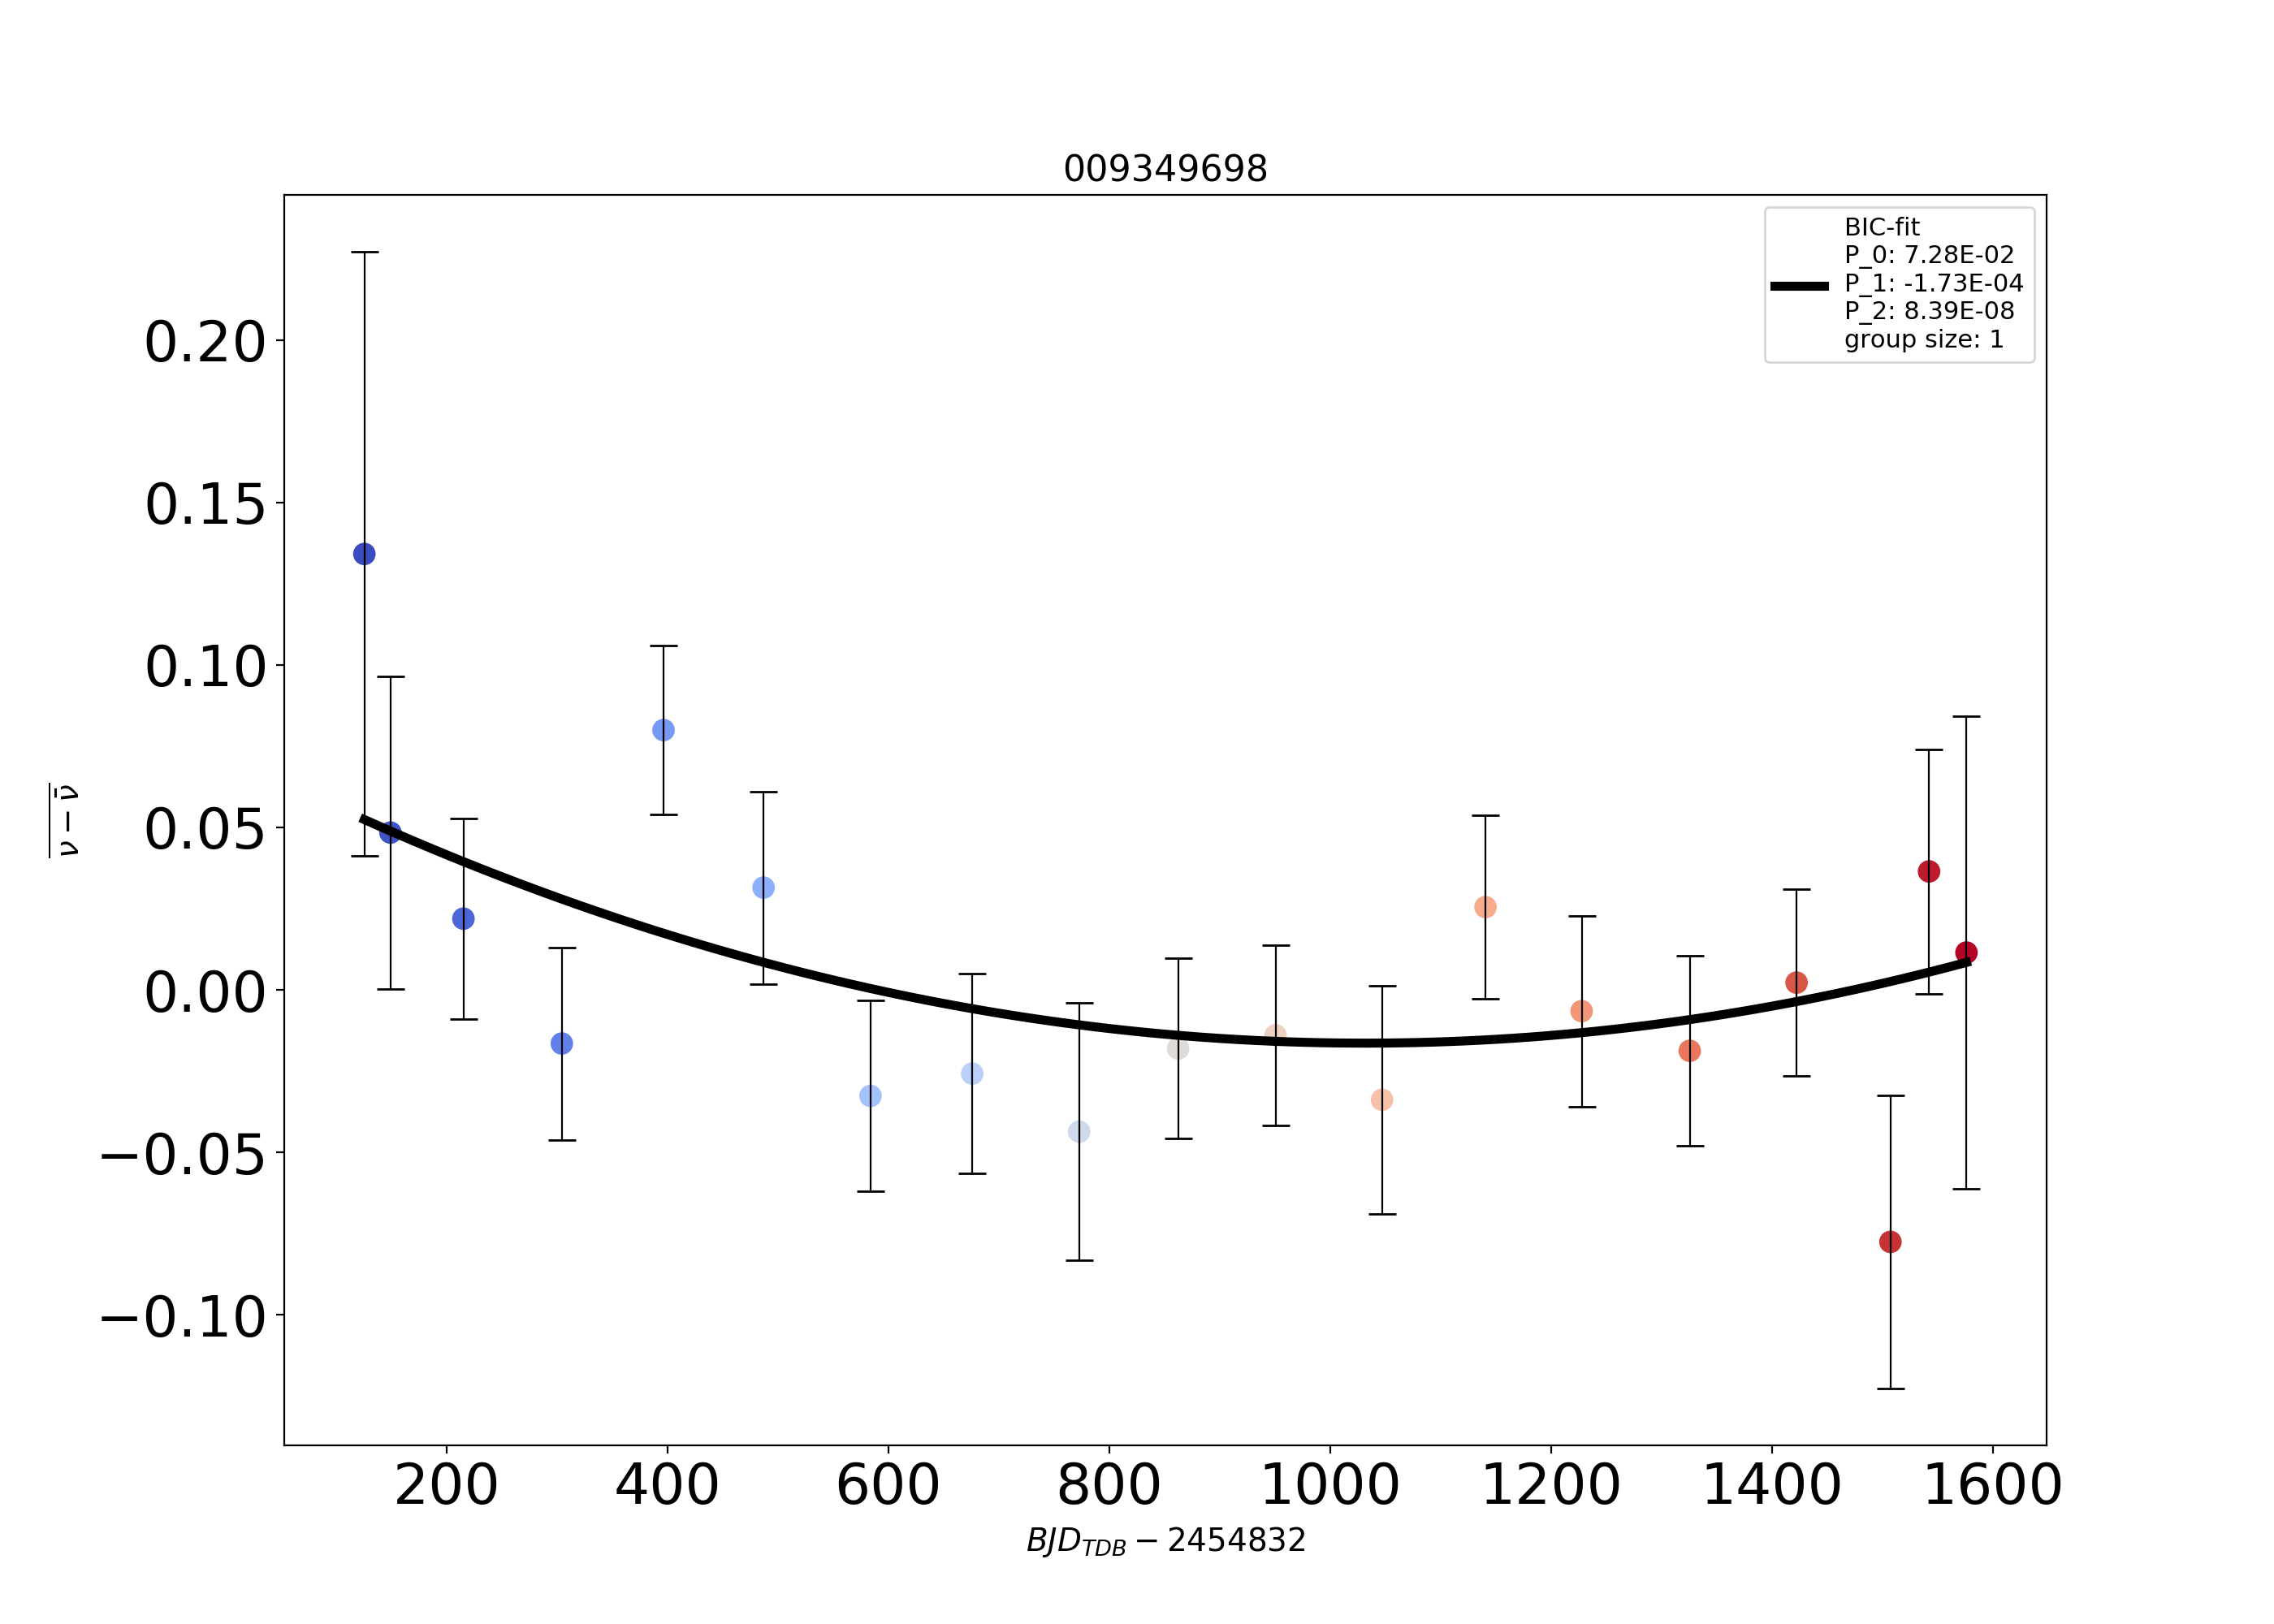 009349698
BIC-fit
P_0: 7.28E-02
P_1: -1.73E-04
P_2: 8.39E-08
group size: 1
0.20
0.15
0.10
0.05
0.00
−0.05
−0.10
ν − ν̄
200 400 600 800 1000 1200 1400 1600
BJD_TDB − 2454832